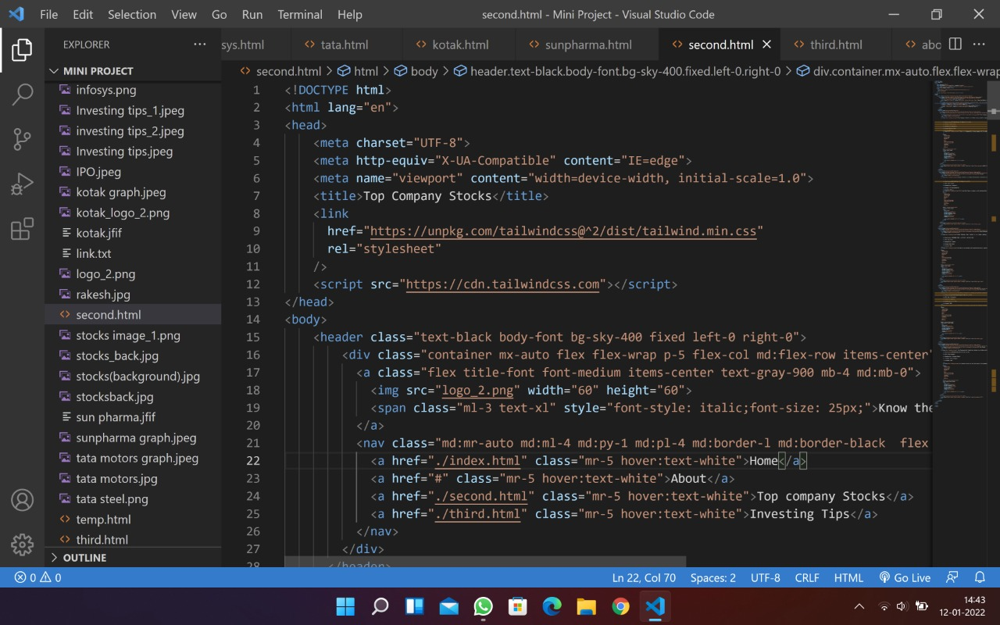 File Edit Selection View Go Run Terminal Help
second.html - Mini Project - Visual Studio Code
EXPLORER
sys.html
tata.html
kotak.html
sunpharma.html
second.html
third.html
abo
MINI PROJECT
second.html > html > body > header.text-black.body-font.bg-sky-400.fixed.left-0.right-0 > div.container.mx-auto.flex.flex-wrap
infosys.png
Investing tips_1.jpeg
investing tips_2.jpeg
Investing tips.jpeg
IPO.jpeg
kotak graph.jpeg
kotak_logo_2.png
kotak.jfif
link.txt
logo_2.png
rakesh.jpg
second.html
stocks image_1.png
stocks_back.jpg
stocks(background).jpg
stocksback.jpg
sun pharma.jfif
sunpharma graph.jpeg
tata motors graph.jpeg
tata motors.jpg
tata steel.png
temp.html
third.html
OUTLINE
1 <!DOCTYPE html>
2 <html lang="en">
3 <head>
4 <meta charset="UTF-8">
5 <meta http-equiv="X-UA-Compatible" content="IE=edge">
6 <meta name="viewport" content="width=device-width, initial-scale=1.0">
7 <title>Top Company Stocks</title>
8 <link
9 href="https://unpkg.com/tailwindcss@^2/dist/tailwind.min.css"
10 rel="stylesheet"
11 />
12 <script src="https://cdn.tailwindcss.com"></script>
13 </head>
14 <body>
15 <header class="text-black body-font bg-sky-400 fixed left-0 right-0">
16 <div class="container mx-auto flex flex-wrap p-5 flex-col md:flex-row items-center"
17 <a class="flex title-font font-medium items-center text-gray-900 mb-4 md:mb-0">
18 <img src="logo_2.png" width="60" height="60">
19 <span class="ml-3 text-xl" style="font-style: italic;font-size: 25px;">Know the
20 </a>
21 <nav class="md:mr-auto md:ml-4 md:py-1 md:pl-4 md:border-l md:border-black flex
22 <a href="./index.html" class="mr-5 hover:text-white">Home</a>
23 <a href="#" class="mr-5 hover:text-white">About</a>
24 <a href="./second.html" class="mr-5 hover:text-white">Top company Stocks</a>
25 <a href="./third.html" class="mr-5 hover:text-white">Investing Tips</a>
26 </nav>
27 </div>
28 </header>
0 0
Ln 22, Col 70 Spaces: 2 UTF-8 CRLF HTML Go Live
14:43
12-01-2022